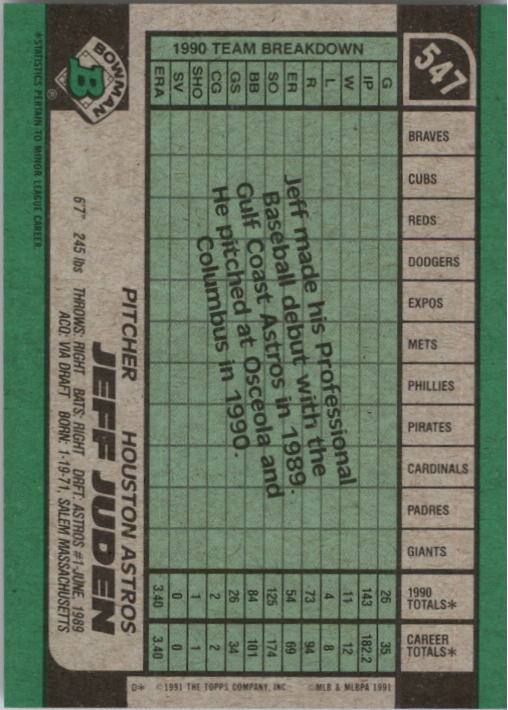 547
1990 TEAM BREAKDOWN
G IP W L R ER SO BB GS CG SHO SV ERA
BRAVES
CUBS
REDS
DODGERS
EXPOS
METS
PHILLIES
PIRATES
CARDINALS
PADRES
GIANTS
1990 TOTALS* 26 143 11 4 73 54 125 84 26 2 1 0 3.40
CAREER TOTALS* 35 182.2 12 8 94 69 174 101 34 2 1 0 3.40
Jeff made his Professional
Baseball debut with the
Gulf Coast Astros in 1989.
He pitched at Osceola and
Columbus in 1990.
PITCHER HOUSTON ASTROS
JEFF JUDEN
6'7" 245 lbs THROWS: RIGHT BATS: RIGHT DRFT: ASTROS #1-JUNE, 1989
ACQ: VIA DRAFT BORN: 1-19-71, SALEM MASSACHUSETTS
BOWMAN
B
®
*STATISTICS PERTAIN TO MINOR LEAGUE CAREER
D* © 1991 THE TOPPS COMPANY, INC. ©MLB & MLBPA 1991